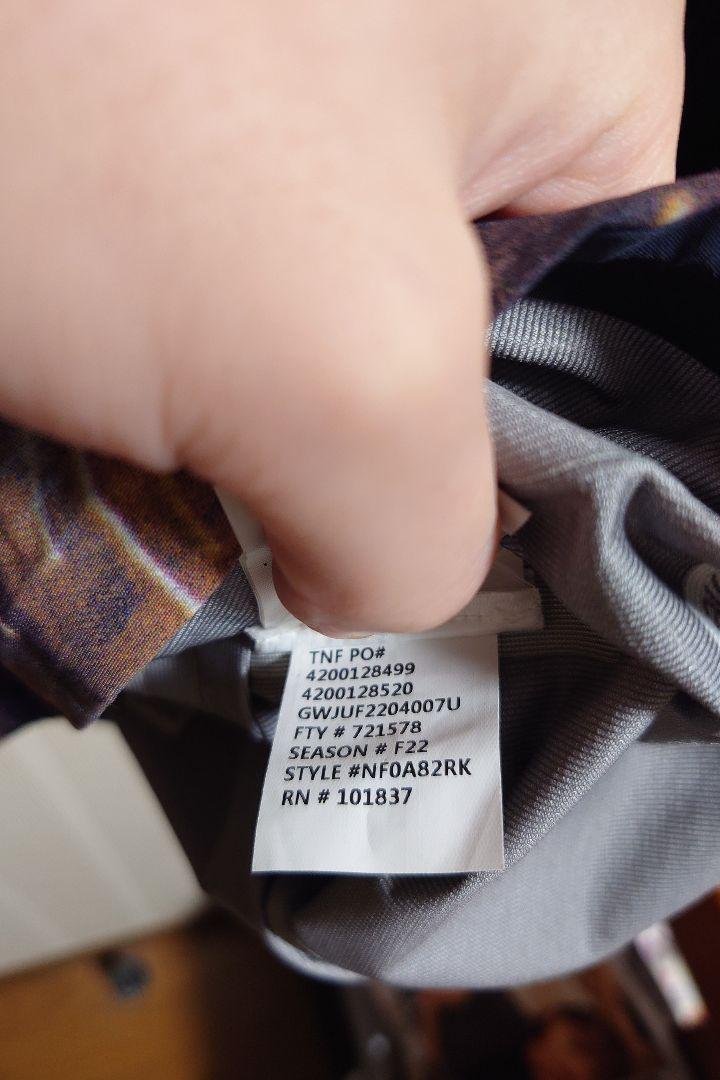 TNF PO#
4200128499
4200128520
GWJUF2204007U
FTY # 721578
SEASON # F22
STYLE #NF0A82RK
RN # 101837